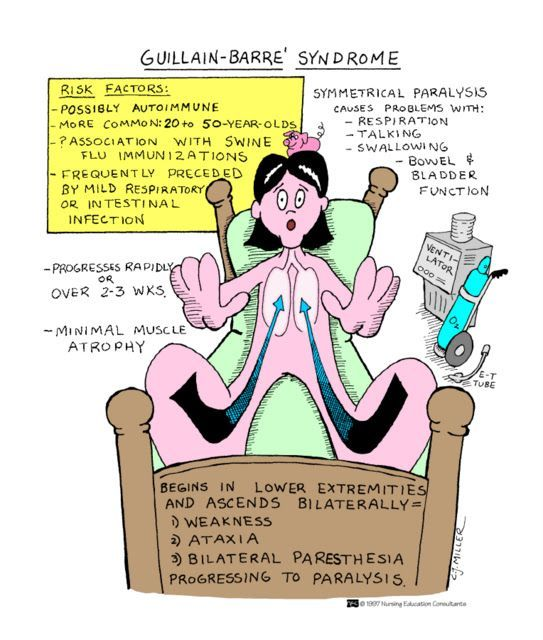 GUILLAIN-BARRE' SYNDROME
RISK FACTORS:
-POSSIBLY AUTOIMMUNE
-MORE COMMON: 20 to 50-YEAR-OLDS
-?ASSOCIATION WITH SWINE
FLU IMMUNIZATIONS
-FREQUENTLY PRECEDED
BY MILD RESPIRATORY
OR INTESTINAL
INFECTION
SYMMETRICAL PARALYSIS
CAUSES PROBLEMS WITH:
- RESPIRATION
- TALKING
- SWALLOWING
- BOWEL &
BLADDER
FUNCTION
-PROGRESSES RAPIDLY
OR
OVER 2-3 WKS.
-MINIMAL MUSCLE
ATROPHY
VENTI-
LATOR
O₂
E-T
TUBE
BEGINS IN LOWER EXTREMITIES
AND ASCENDS BILATERALLY=
1) WEAKNESS
2) ATAXIA
3) BILATERAL PARESTHESIA
PROGRESSING TO PARALYSIS.
C.J. MILLER
© 1997 Nursing Education Consultants